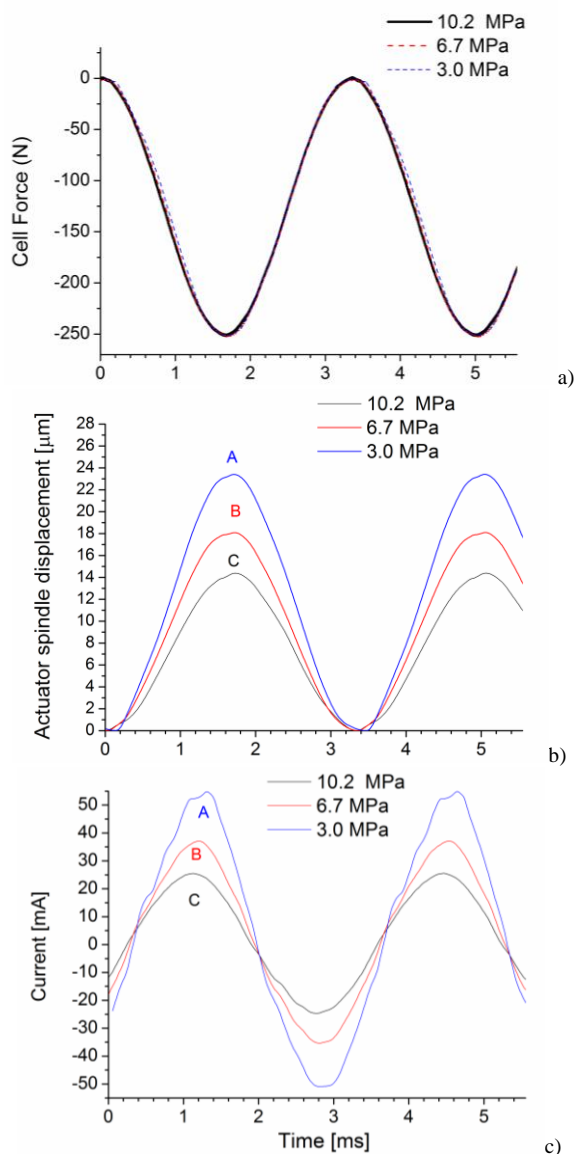 10.2 MPa
6.7 MPa
3.0 MPa
Cell Force (N)
0
-50
-100
-150
-200
-250
0 1 2 3 4 5
a)
10.2 MPa
6.7 MPa
3.0 MPa
Actuator spindle displacement [µm]
28
26
24
22
20
18
16
14
12
10
8
6
4
2
0
A
B
C
0 1 2 3 4 5
b)
10.2 MPa
6.7 MPa
3.0 MPa
Current [mA]
50
40
30
20
10
0
-10
-20
-30
-40
-50
A
B
C
0 1 2 3 4 5
Time [ms]
c)